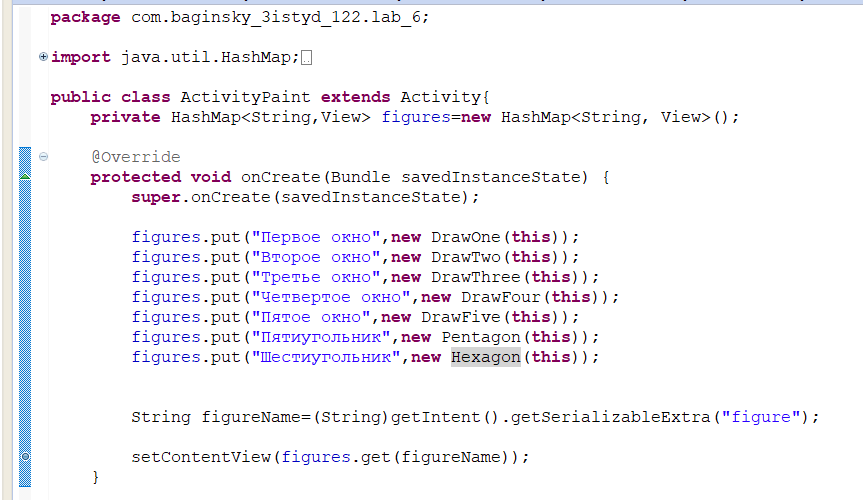 package com.baginsky_3istyd_122.lab_6;
import java.util.HashMap;
public class ActivityPaint extends Activity{
private HashMap<String,View> figures=new HashMap<String, View>();
@Override
protected void onCreate(Bundle savedInstanceState) {
super.onCreate(savedInstanceState);
figures.put("Первое окно",new DrawOne(this));
figures.put("Второе окно",new DrawTwo(this));
figures.put("Третье окно",new DrawThree(this));
figures.put("Четвертое окно",new DrawFour(this));
figures.put("Пятое окно",new DrawFive(this));
figures.put("Пятиугольник",new Pentagon(this));
figures.put("Шестиугольник",new Hexagon(this));
String figureName=(String)getIntent().getSerializableExtra("figure");
setContentView(figures.get(figureName));
}